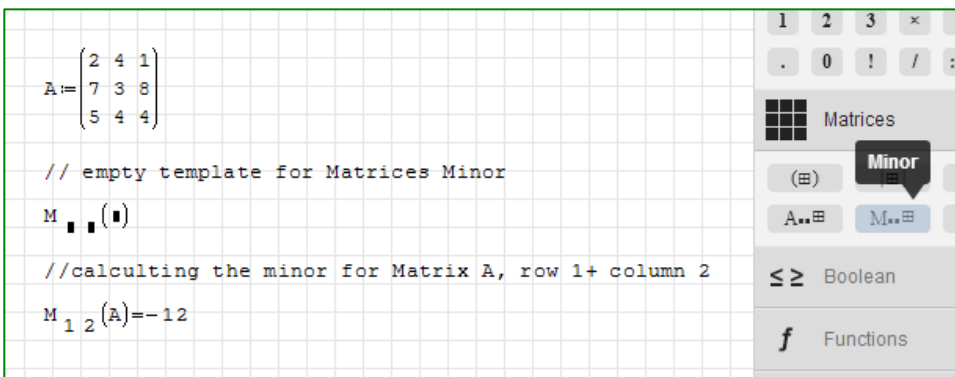 A:=
2 4 1
7 3 8
5 4 4
// empty template for Matrices Minor
M ▪ ▪(▪)
//calculting the minor for Matrix A, row 1+ column 2
M 1 2(A)=-12
1 2 3 ×
. 0 ! / :
Matrices
Minor
(⊞)
A▪▪⊞ M▪▪⊞
≤ ≥ Boolean
f Functions